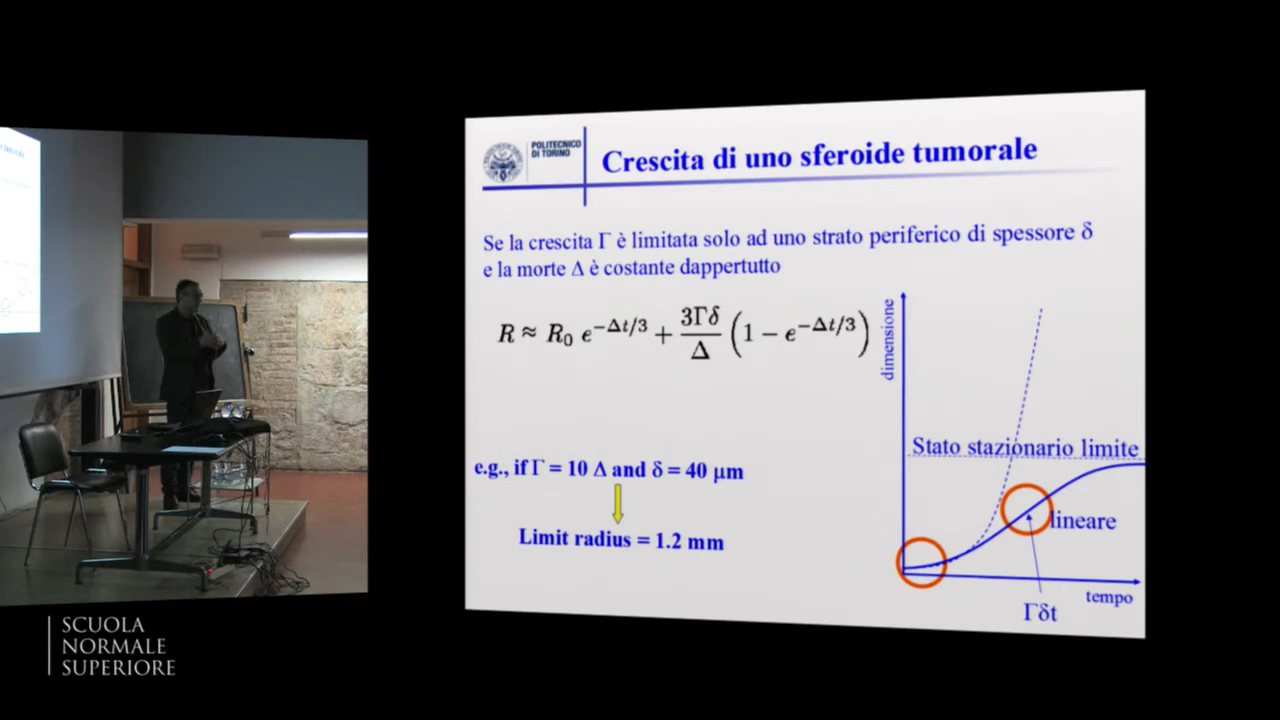 POLITECNICO
DI TORINO
Crescita di uno sferoide tumorale
Se la crescita Γ è limitata solo ad uno strato periferico di spessore δ
e la morte Δ è costante dappertutto
R ≈ R₀ e^{-Δt/3} + 3Γδ/Δ (1 − e^{-Δt/3})
dimensione
Stato stazionario limite
e.g., if Γ = 10 Δ and δ = 40 μm
lineare
Limit radius = 1.2 mm
tempo
Γδt
SCUOLA
NORMALE
SUPERIORE